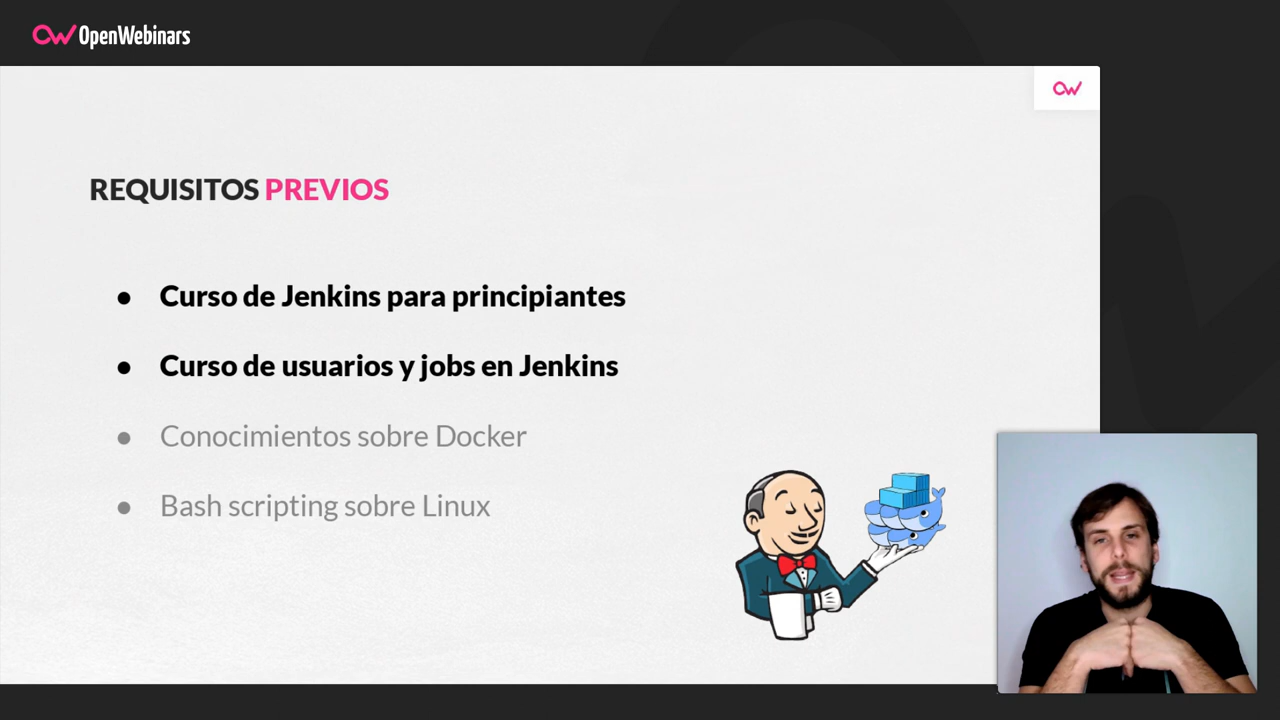 OpenWebinars
REQUISITOS PREVIOS
● Curso de Jenkins para principiantes
● Curso de usuarios y jobs en Jenkins
● Conocimientos sobre Docker
● Bash scripting sobre Linux